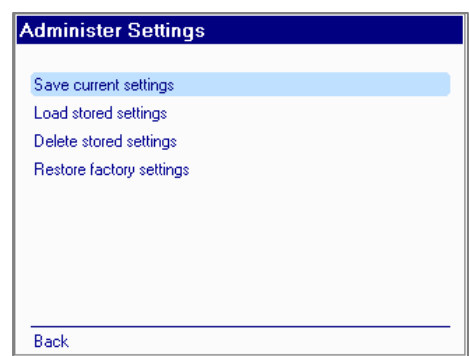 Administer Settings
Save current settings
Load stored settings
Delete stored settings
Restore factory settings
Back